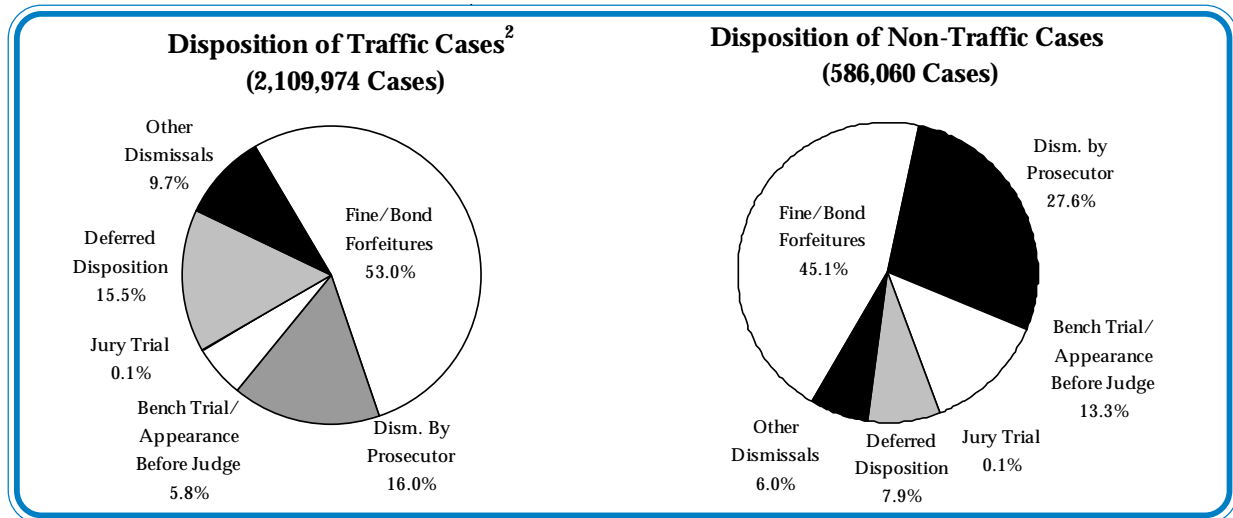 Disposition of Traffic Cases2
(2,109,974 Cases)
Other
Dismissals
9.7%
Fine/Bond
Forfeitures
53.0%
Deferred
Disposition
15.5%
Jury Trial
0.1%
Bench Trial/
Appearance
Before Judge
5.8%
Dism. By
Prosecutor
16.0%
Disposition of Non-Traffic Cases
(586,060 Cases)
Dism. by
Prosecutor
27.6%
Fine/Bond
Forfeitures
45.1%
Bench Trial/
Appearance
Before Judge
13.3%
Other
Dismissals
6.0%
Deferred
Disposition
7.9%
Jury Trial
0.1%